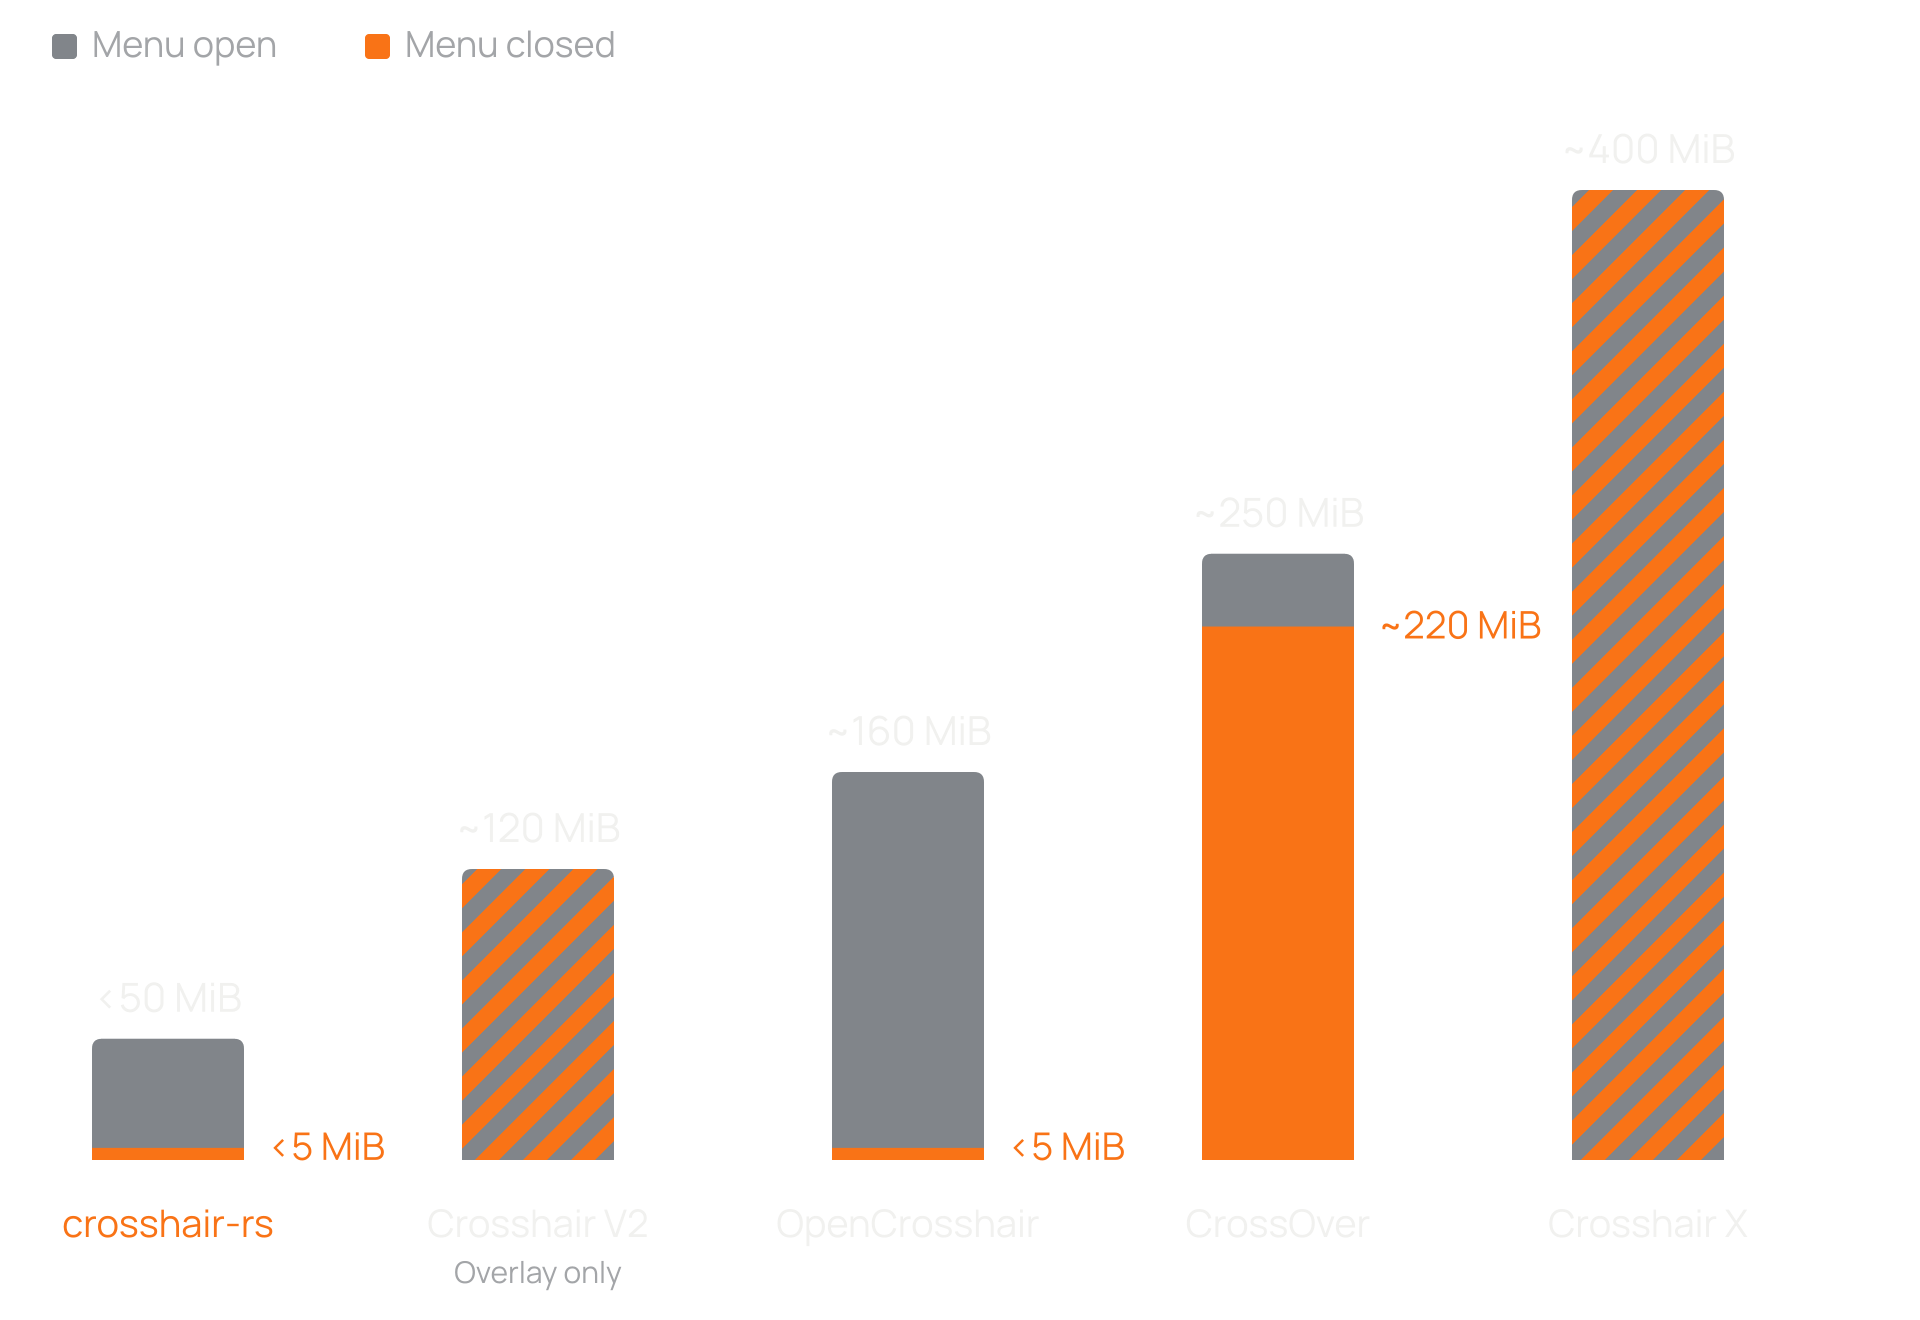 Menu open
Menu closed
~400 MiB
~250 MiB
~220 MiB
~160 MiB
~120 MiB
<50 MiB
<5 MiB
<5 MiB
crosshair-rs
Crosshair V2
Overlay only
OpenCrosshair
CrossOver
Crosshair X